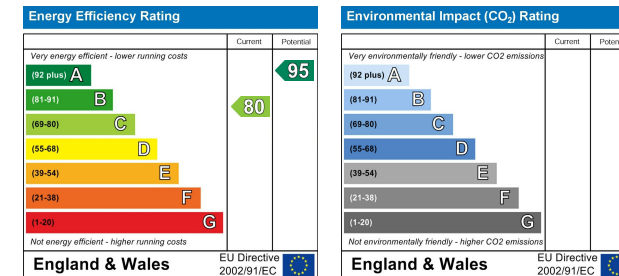 Energy Efficiency Rating
Current Potential
Very energy efficient - lower running costs
(92 plus) A
95
(81-91) B
80
(69-80) C
(55-68) D
(39-54) E
(21-38) F
(1-20) G
Not energy efficient - higher running costs
England & Wales
EU Directive
2002/91/EC
Environmental Impact (CO2) Rating
Current Poten
Very environmentally friendly - lower CO2 emissions
(92 plus) A
(81-91) B
(69-80) C
(55-68) D
(39-54) E
(21-38) F
(1-20) G
Not environmentally friendly - higher CO2 emissions
England & Wales
EU Directive
2002/91/EC